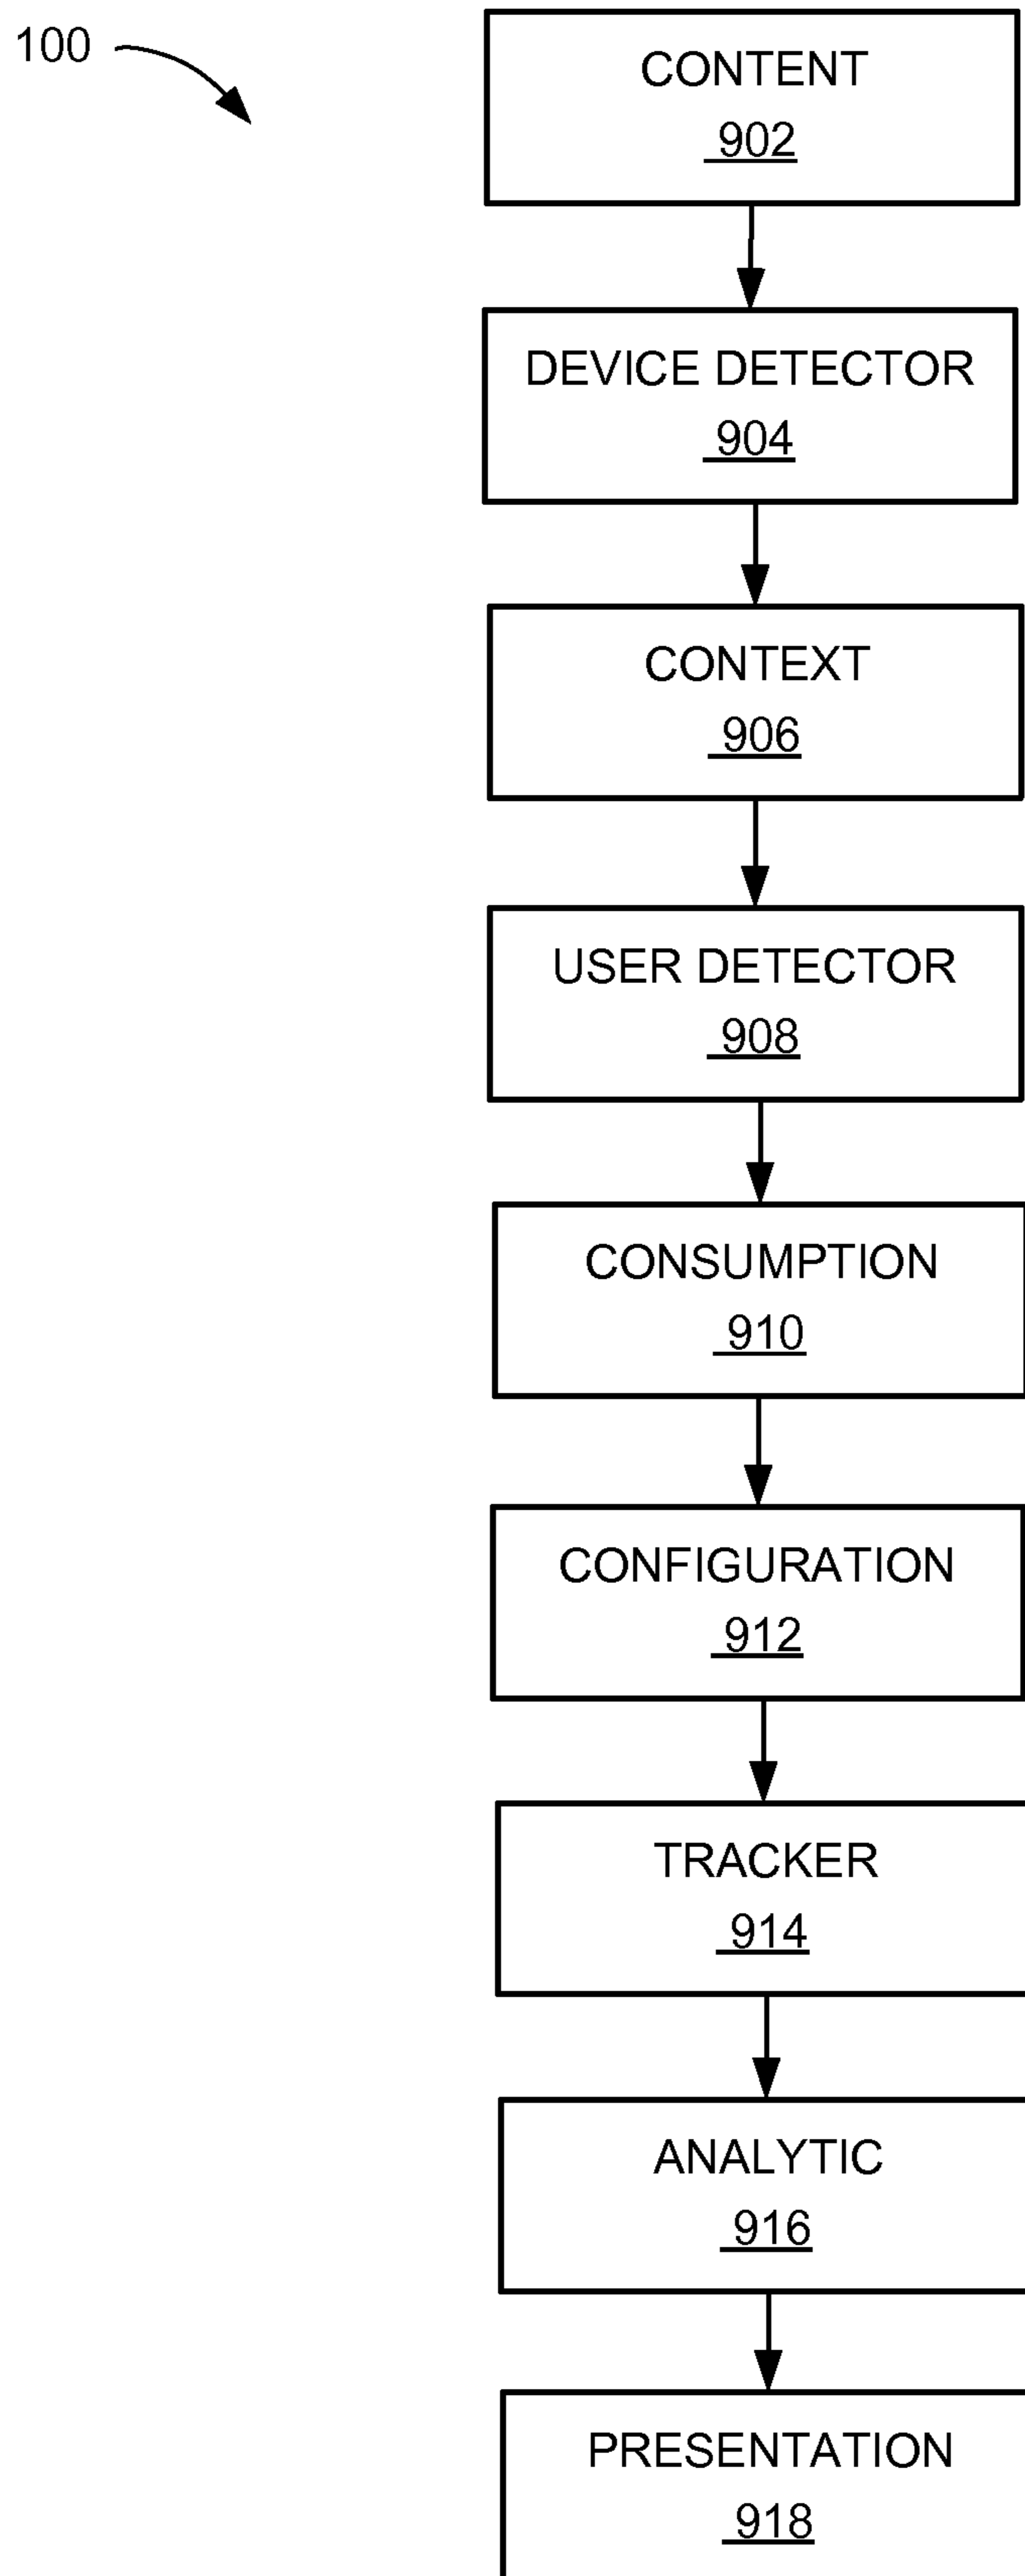 100
CONTENT
902
DEVICE DETECTOR
904
CONTEXT
906
USER DETECTOR
908
CONSUMPTION
910
CONFIGURATION
912
TRACKER
914
ANALYTIC
916
PRESENTATION
918